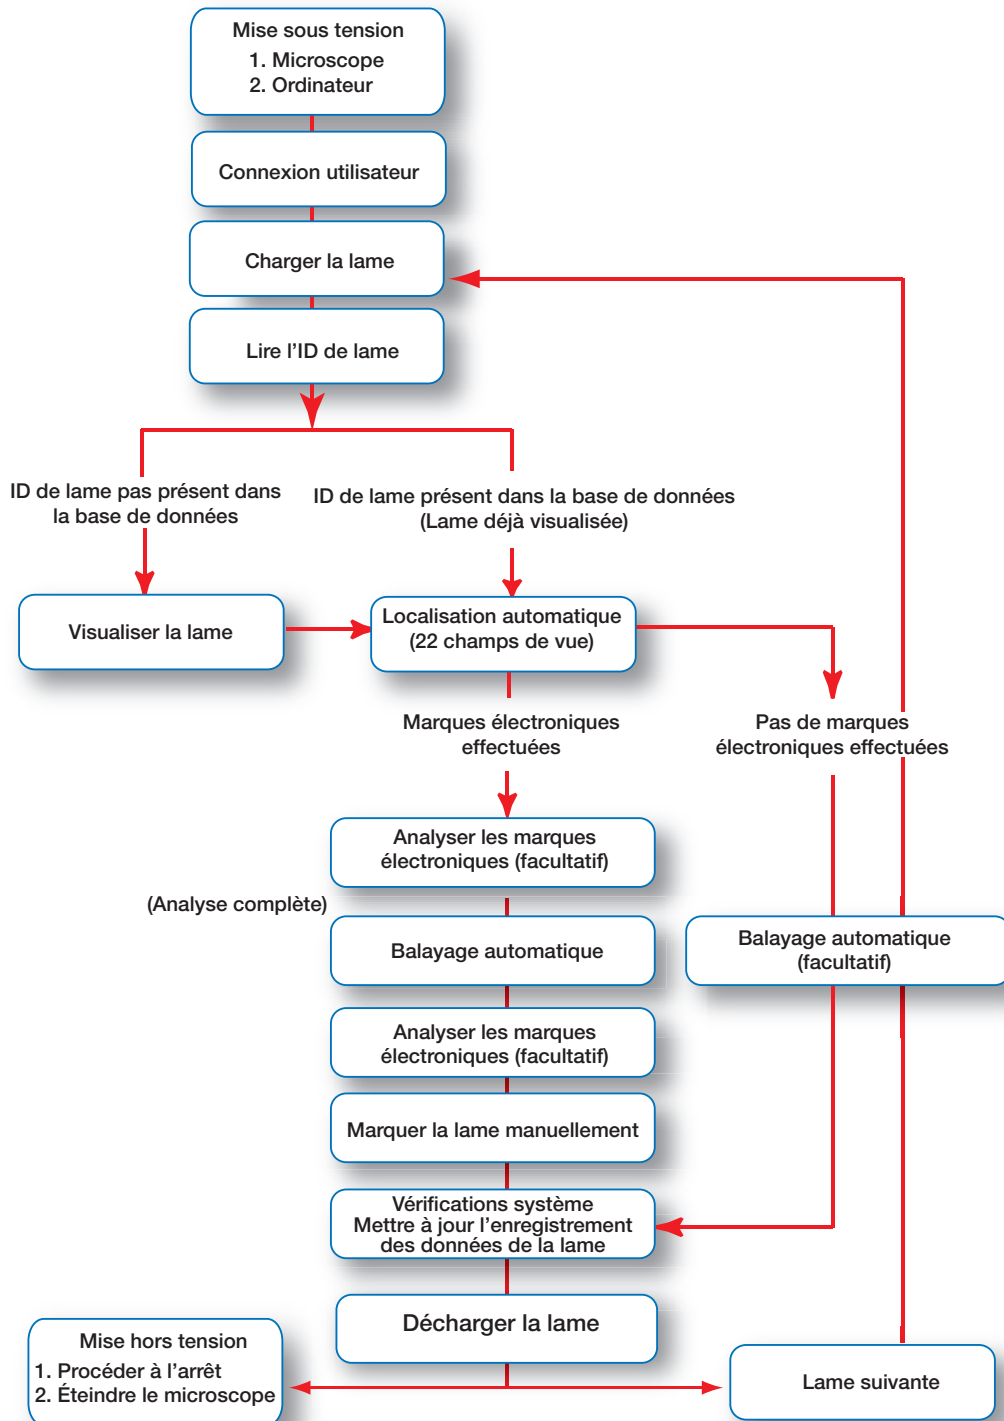 Mise sous tension
1. Microscope
2. Ordinateur
Connexion utilisateur
Charger la lame
Lire l'ID de lame
ID de lame pas présent dans
la base de données
ID de lame présent dans la base de données
(Lame déjà visualisée)
Visualiser la lame
Localisation automatique
(22 champs de vue)
Marques électroniques
effectuées
Pas de marques
électroniques effectuées
Analyser les marques
électroniques (facultatif)
(Analyse complète)
Balayage automatique
Balayage automatique
(facultatif)
Analyser les marques
électroniques (facultatif)
Marquer la lame manuellement
Vérifications système
Mettre à jour l'enregistrement
des données de la lame
Décharger la lame
Mise hors tension
1. Procéder à l'arrêt
2. Éteindre le microscope
Lame suivante